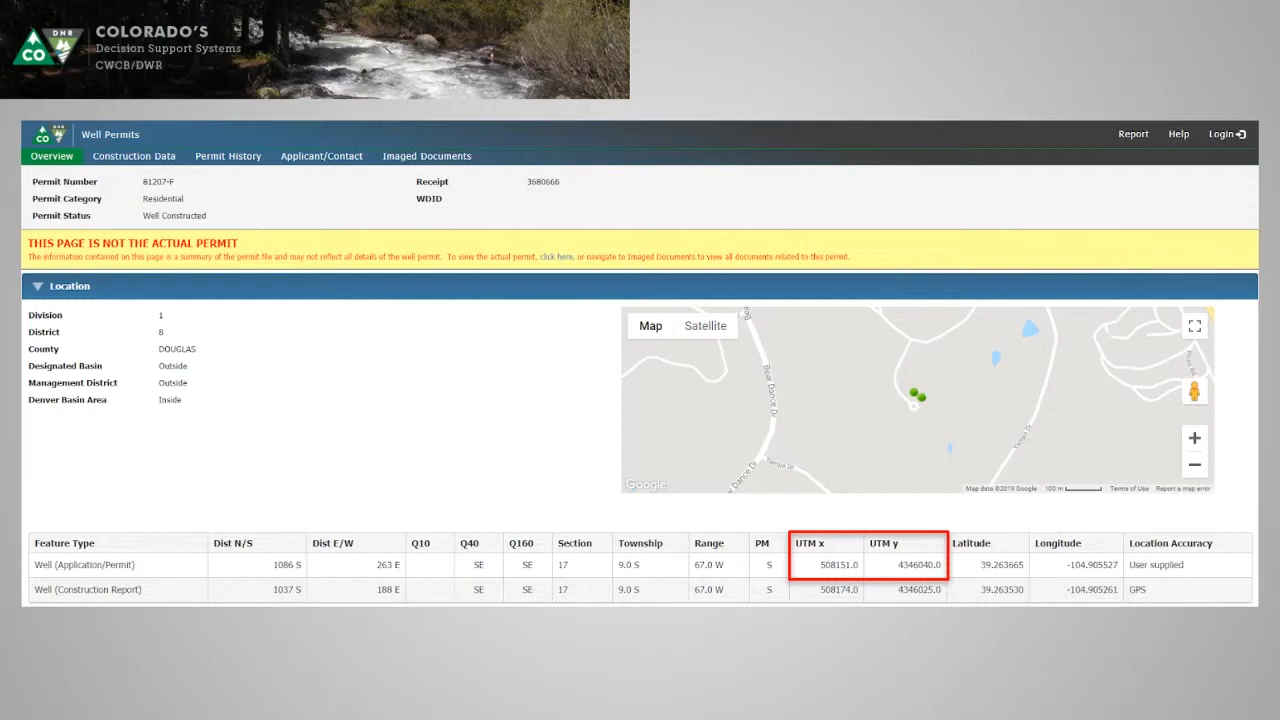 DNR
CO
COLORADO'S
Decision Support Systems
CWCB/DWR
CO
Well Permits
Report Help Login
Overview Construction Data Permit History Applicant/Contact Imaged Documents
Permit Number 81207-F Receipt 3680666
Permit Category Residential WDID
Permit Status Well Constructed
THIS PAGE IS NOT THE ACTUAL PERMIT
The information contained on this page is a summary of the permit file and may not reflect all details of the well permit. To view the actual permit, click here, or navigate to Imaged Documents to view all documents related to this permit.
Location
Division 1
District 8
County DOUGLAS
Designated Basin Outside
Management District Outside
Denver Basin Area Inside
Map Satellite
Bea
Bear Dance Dr
Yampa Dr
Dance Dr
Yampa Dr
Google
Map data ©2019 Google 100 m Terms of Use Report a map error
Feature Type Dist N/S Dist E/W Q10 Q40 Q160 Section Township Range PM UTM x UTM y Latitude Longitude Location Accuracy
Well (Application/Permit) 1086 S 263 E SE SE 17 9.0 S 67.0 W S 508151.0 4346040.0 39.263665 -104.905527 User supplied
Well (Construction Report) 1037 S 188 E SE SE 17 9.0 S 67.0 W S 508174.0 4346025.0 39.263530 -104.905261 GPS